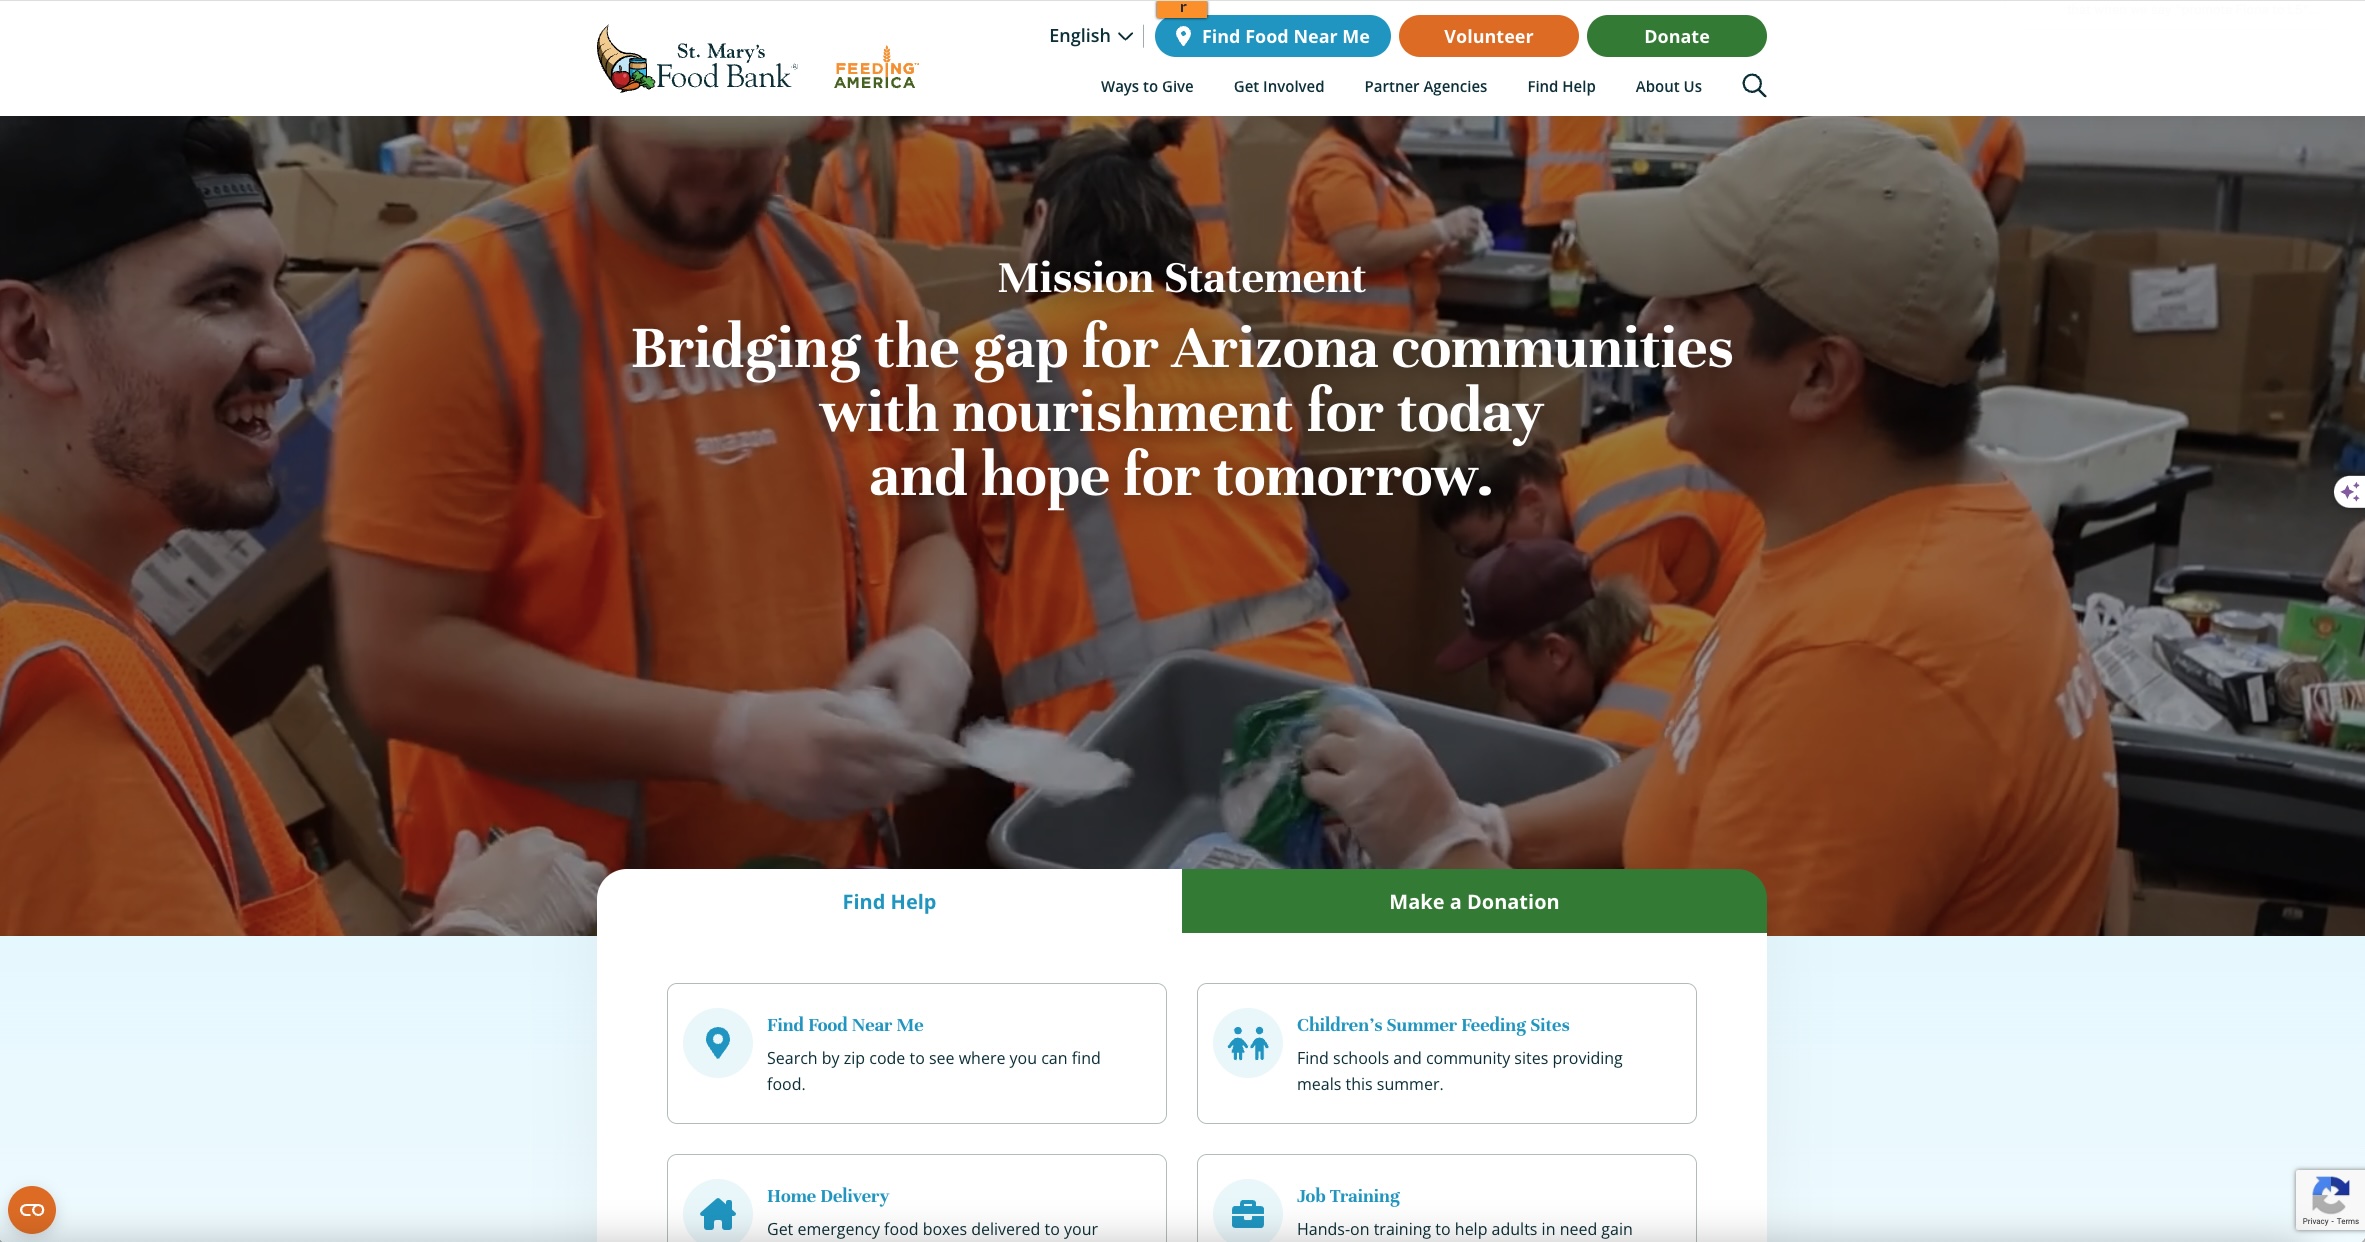 r
St. Mary's
Food Bank®
FEEDING™
AMERICA
English
Find Food Near Me
Volunteer
Donate
Ways to Give
Get Involved
Partner Agencies
Find Help
About Us
Mission Statement
Bridging the gap for Arizona communities
with nourishment for today
and hope for tomorrow.
Find Help
Make a Donation
Find Food Near Me
Search by zip code to see where you can find
food.
Children's Summer Feeding Sites
Find schools and community sites providing
meals this summer.
Home Delivery
Get emergency food boxes delivered to your
Job Training
Hands-on training to help adults in need gain
Privacy - Terms